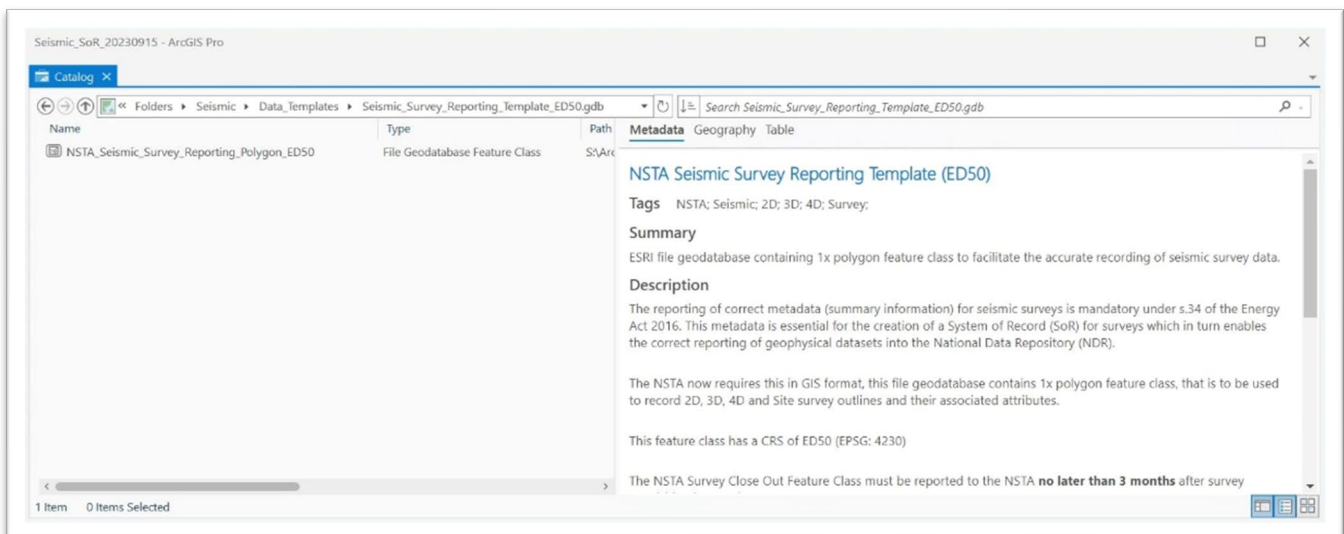 Seismic_SoR_20230915 - ArcGIS Pro
Catalog
« Folders Seismic Data_Templates Seismic_Survey_Reporting_Template_ED50.gdb
Search Seismic_Survey_Reporting_Template_ED50.gdb
Name Type Path
NSTA_Seismic_Survey_Reporting_Polygon_ED50 File Geodatabase Feature Class S:\Arc
Metadata Geography Table
NSTA Seismic Survey Reporting Template (ED50)
Tags NSTA; Seismic; 2D; 3D; 4D; Survey;
Summary
ESRI file geodatabase containing 1x polygon feature class to facilitate the accurate recording of seismic survey data.
Description
The reporting of correct metadata (summary information) for seismic surveys is mandatory under s.34 of the Energy
Act 2016. This metadata is essential for the creation of a System of Record (SoR) for surveys which in turn enables
the correct reporting of geophysical datasets into the National Data Repository (NDR).
The NSTA now requires this in GIS format, this file geodatabase contains 1x polygon feature class, that is to be used
to record 2D, 3D, 4D and Site survey outlines and their associated attributes.
This feature class has a CRS of ED50 (EPSG: 4230)
The NSTA Survey Close Out Feature Class must be reported to the NSTA no later than 3 months after survey
1 Item 0 Items Selected